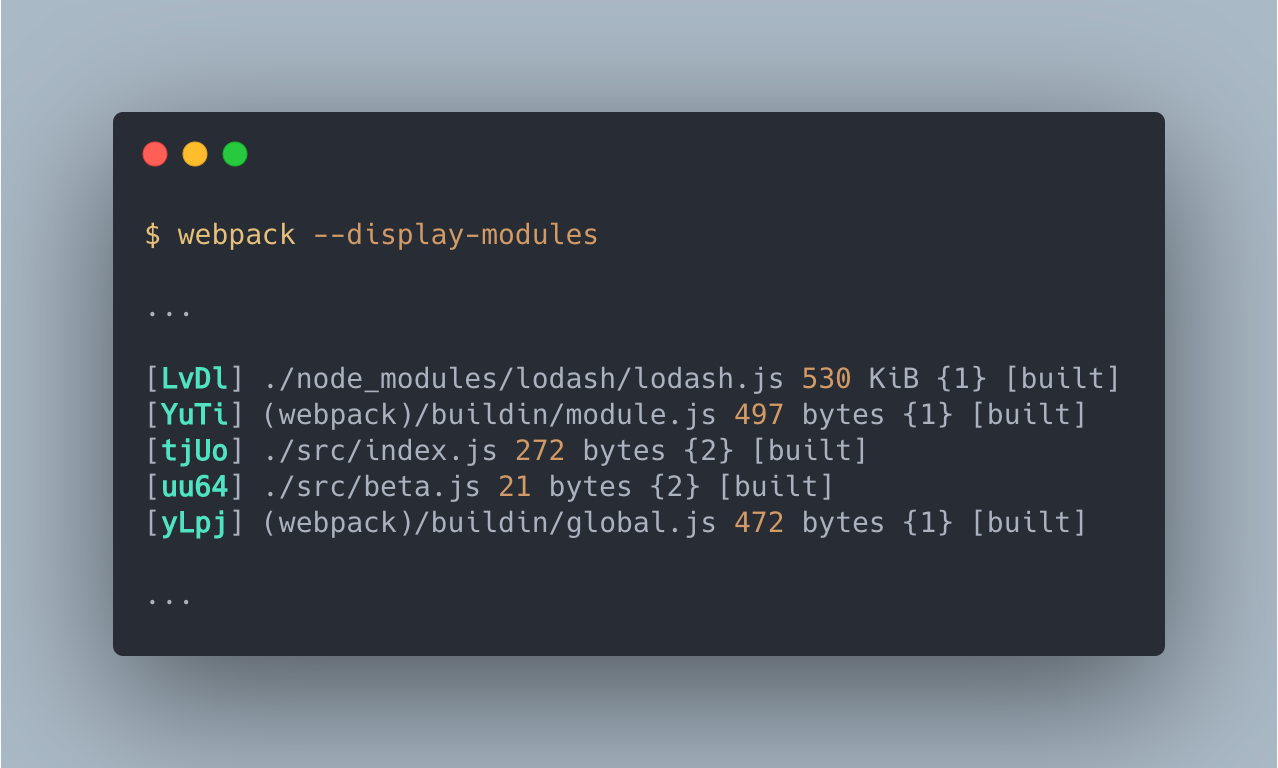 $ webpack --display-modules
...
[LvDl] ./node_modules/lodash/lodash.js 530 KiB {1} [built]
[YuTi] (webpack)/buildin/module.js 497 bytes {1} [built]
[tjUo] ./src/index.js 272 bytes {2} [built]
[uu64] ./src/beta.js 21 bytes {2} [built]
[yLpj] (webpack)/buildin/global.js 472 bytes {1} [built]
...